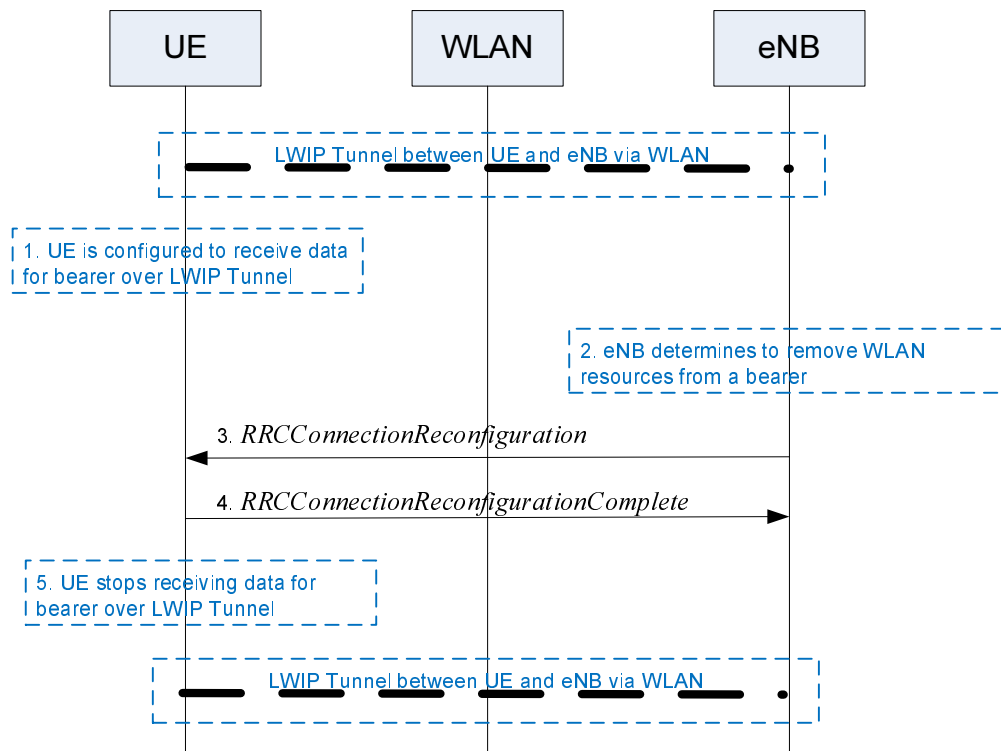 UE
WLAN
eNB
LWIP Tunnel between UE and eNB via WLAN
1. UE is configured to receive data
for bearer over LWIP Tunnel
2. eNB determines to remove WLAN
resources from a bearer
3. RRCConnectionReconfiguration
4. RRCConnectionReconfigurationComplete
5. UE stops receiving data for
bearer over LWIP Tunnel
LWIP Tunnel between UE and eNB via WLAN